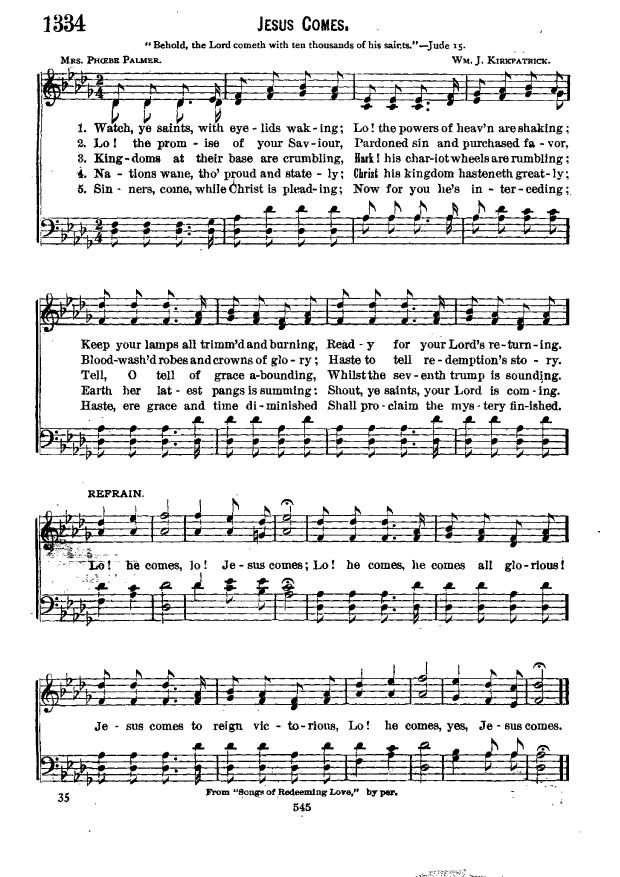 1334
JESUS COMES.
"Behold, the Lord cometh with ten thousands of his saints."—Jude 15.
MRS. PHŒBE PALMER. WM. J. KIRKPATRICK.
1. Watch, ye saints, with eye - lids wak - ing; Lo! the powers of heav'n are shaking;
2. Lo! the prom - ise of your Sav - iour, Pardoned sin and purchased fa - vor,
3. King - doms at their base are crumbling, Hark! his char - iot wheels are rumbling;
4. Na - tions wane, tho' proud and state - ly; Christ his kingdom hasteneth great - ly;
5. Sin - ners, come, while Christ is plead - ing; Now for you he's in - ter - ceding;
Keep your lamps all trimm'd and burning, Read - y for your Lord's re - turn - ing.
Blood - wash'd robes and crowns of glo - ry; Haste to tell re - demption's sto - ry.
Tell, O tell of grace a - bounding, Whilst the sev - enth trump is sounding.
Earth her lat - est pangs is summing; Shout, ye saints, your Lord is com - ing.
Haste, ere grace and time di - minished Shall pro - claim the mys - tery fin - ished.
REFRAIN.
Lo! he comes, lo! Je - sus comes; Lo! he comes, he comes all glo - rious!
Je - sus comes to reign vic - to - rious, Lo! he comes, yes, Je - sus comes.
35
From "Songs of Redeeming Love," by per.
545